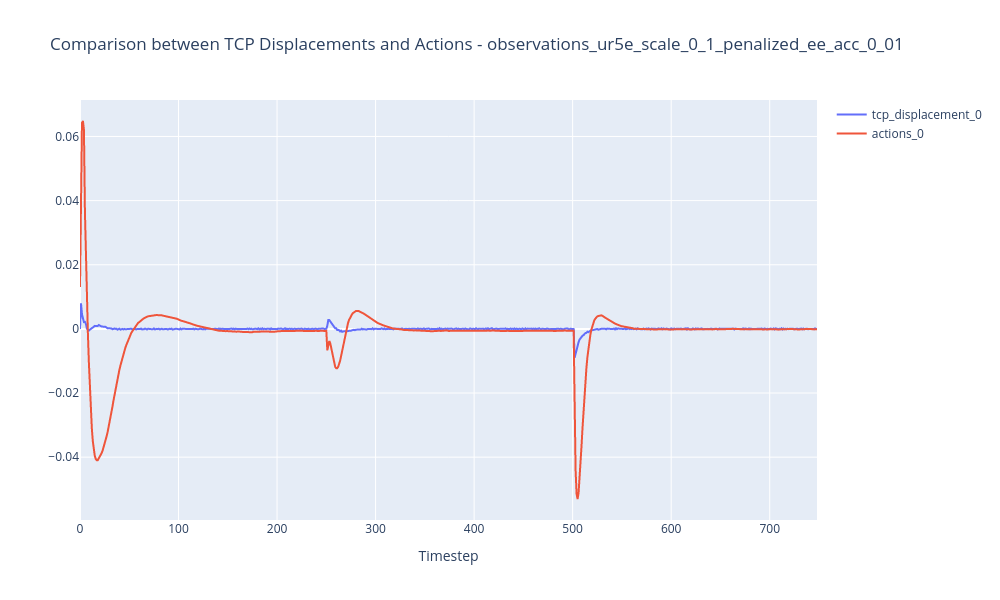 Comparison between TCP Displacements and Actions - observations_ur5e_scale_0_1_penalized_ee_acc_0_01
tcp_displacement_0
actions_0
0.06
0.04
0.02
0
−0.02
−0.04
0 100 200 300 400 500 600 700
Timestep